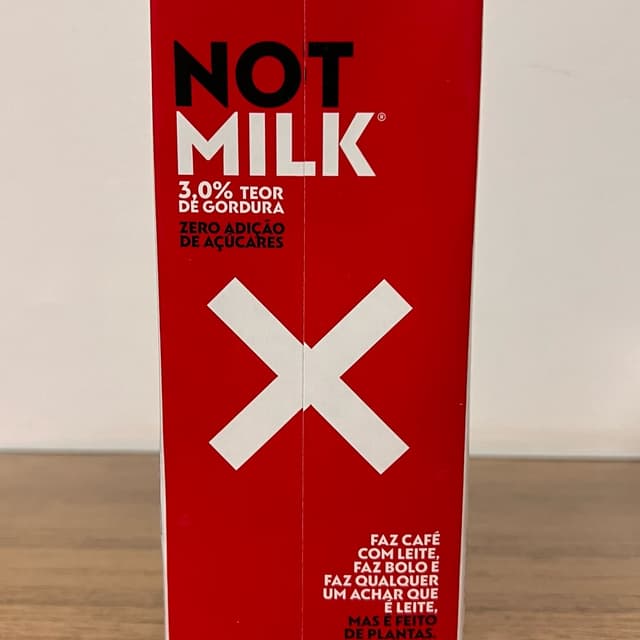 NOT
MILK®
3,0% TEOR
DE GORDURA
ZERO ADIÇÃO
DE AÇÚCARES
FAZ CAFÉ
COM LEITE,
FAZ BOLO E
FAZ QUALQUER
UM ACHAR QUE
É LEITE,
MAS É FEITO
DE PLANTAS.